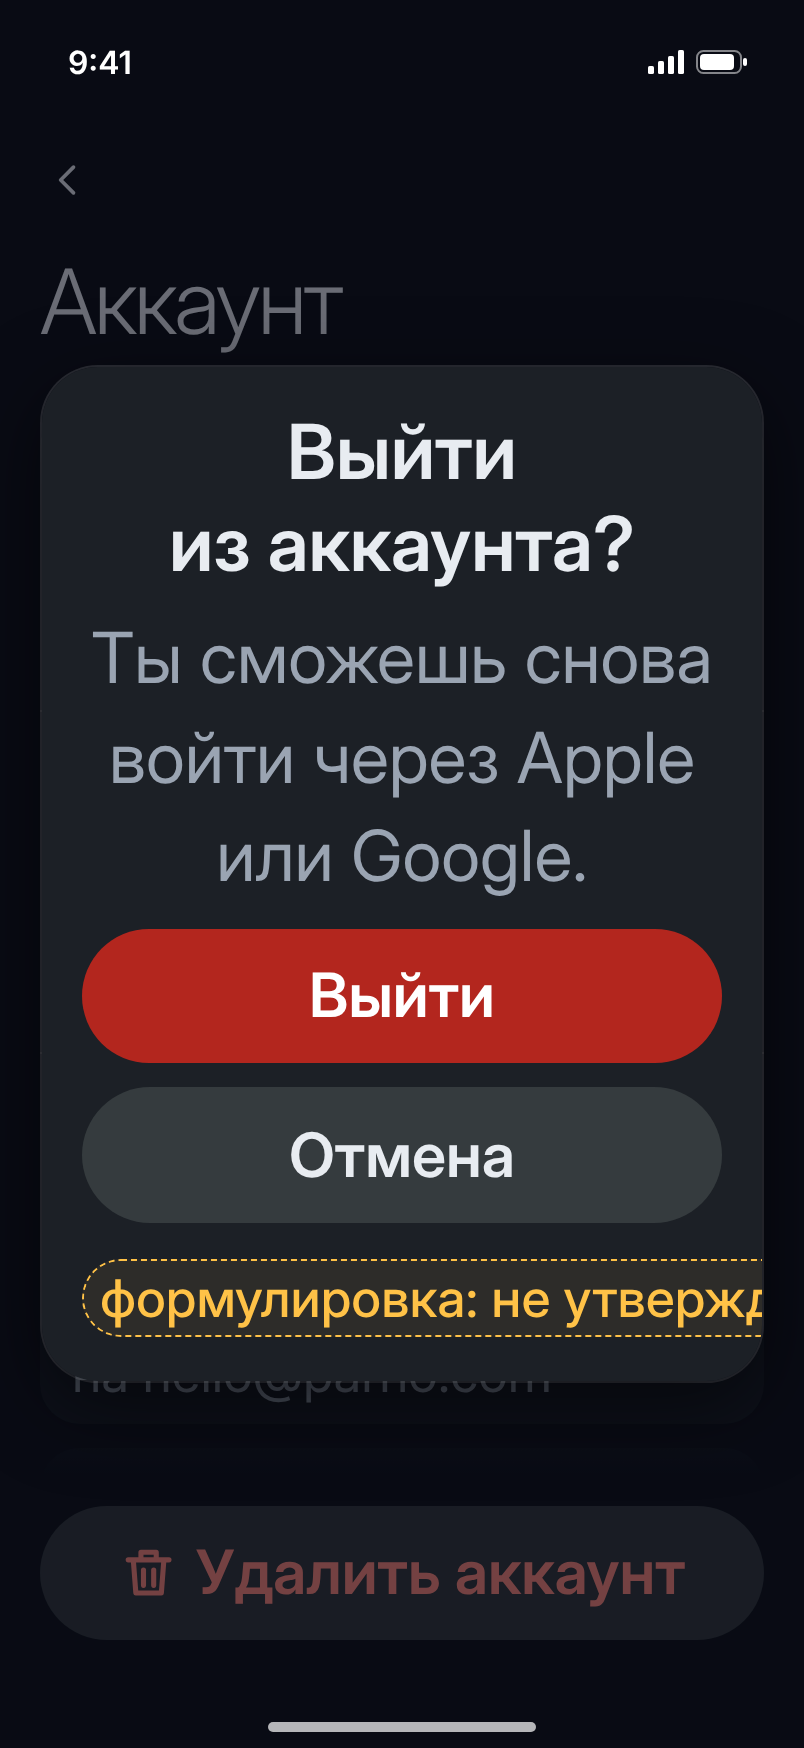 9:41
Аккаунт
Выйти
из аккаунта?
Ты сможешь снова
войти через Apple
или Google.
Выйти
Отмена
формулировка: не утвержд
Удалить аккаунт